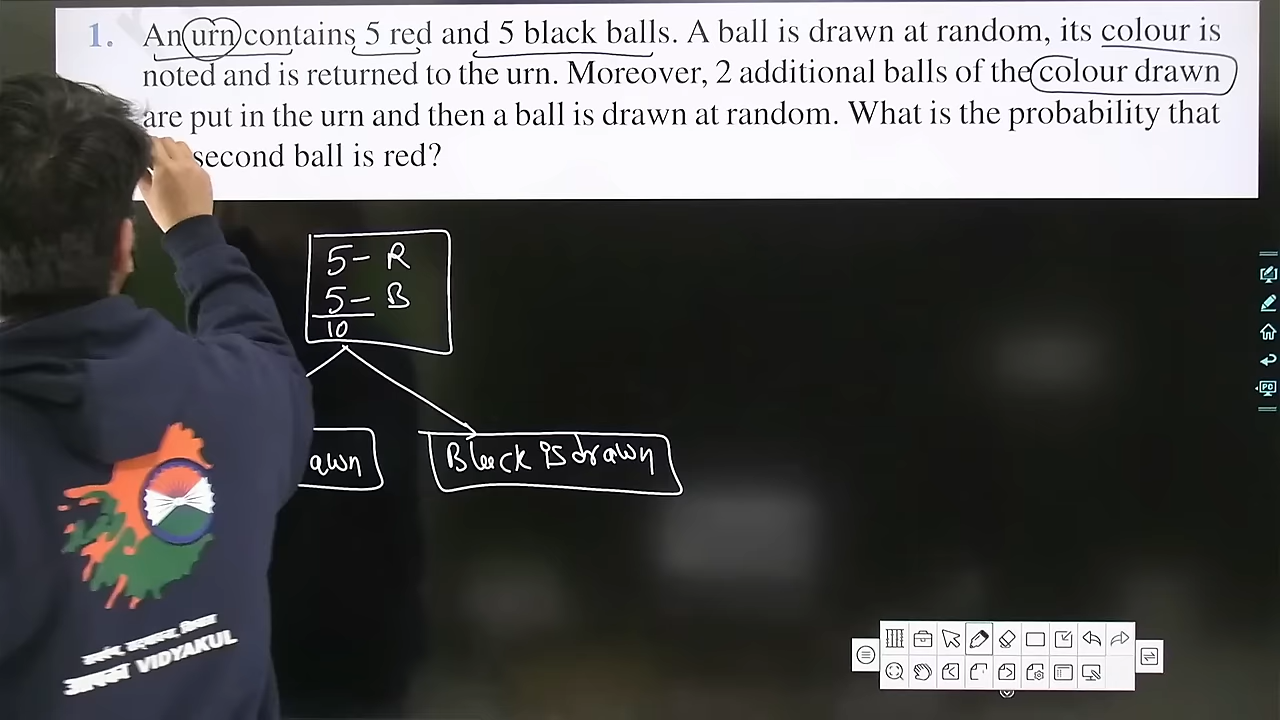 1. An urn contains 5 red and 5 black balls. A ball is drawn at random, its colour is
noted and is returned to the urn. Moreover, 2 additional balls of the colour drawn
are put in the urn and then a ball is drawn at random. What is the probability that
second ball is red?
5 - R
5 - B
10
awn
Black is drawn
VIDYAKUL
PC